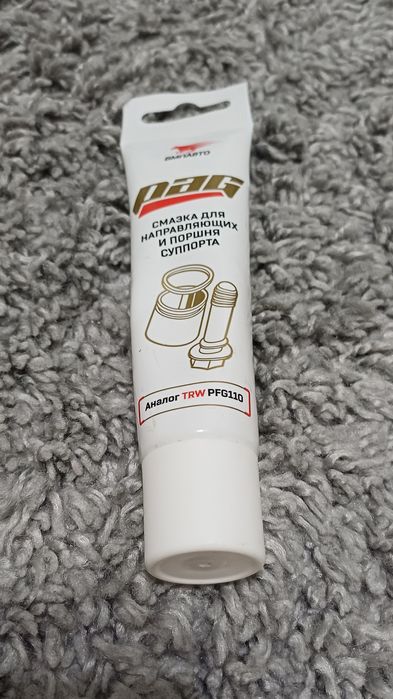 ВМПАВТО
PAG
СМАЗКА ДЛЯ
НАПРАВЛЯЮЩИХ
И ПОРШНЯ
СУППОРТА
Аналог TRW PFG110